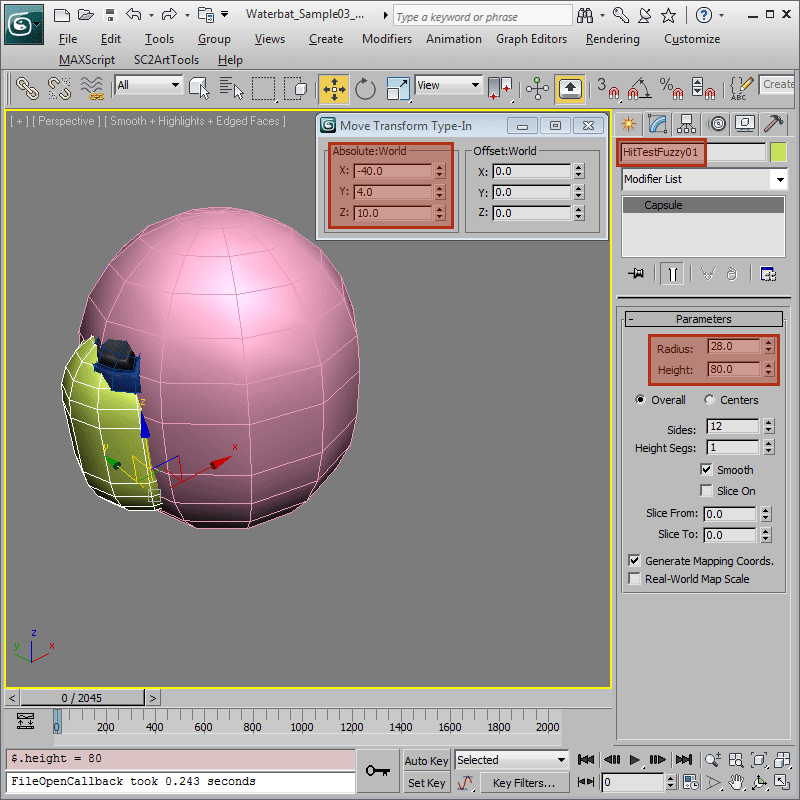 Waterbat_Sample03_...
Type a keyword or phrase
File Edit Tools Group Views Create Modifiers Animation Graph Editors Rendering Customize
MAXScript SC2ArtTools Help
All
View
3
%
ABC
Create
[ + ] [ Perspective ] [ Smooth + Highlights + Edged Faces ]
Move Transform Type-In
Absolute:World
X: -40.0
Y: 4.0
Z: 10.0
Offset:World
X: 0.0
Y: 0.0
Z: 0.0
HitTestFuzzy01
Modifier List
Capsule
- Parameters
Radius: 28.0
Height: 80.0
Overall Centers
Sides: 12
Height Segs: 1
Smooth
Slice On
Slice From: 0.0
Slice To: 0.0
Generate Mapping Coords.
Real-World Map Scale
z
y
x
z
y
x
< 0 / 2045 >
0 200 400 600 800 1000 1200 1400 1600 1800 2000
$.height = 80
FileOpenCallback took 0.243 seconds
Auto Key Selected
Set Key Key Filters...
0